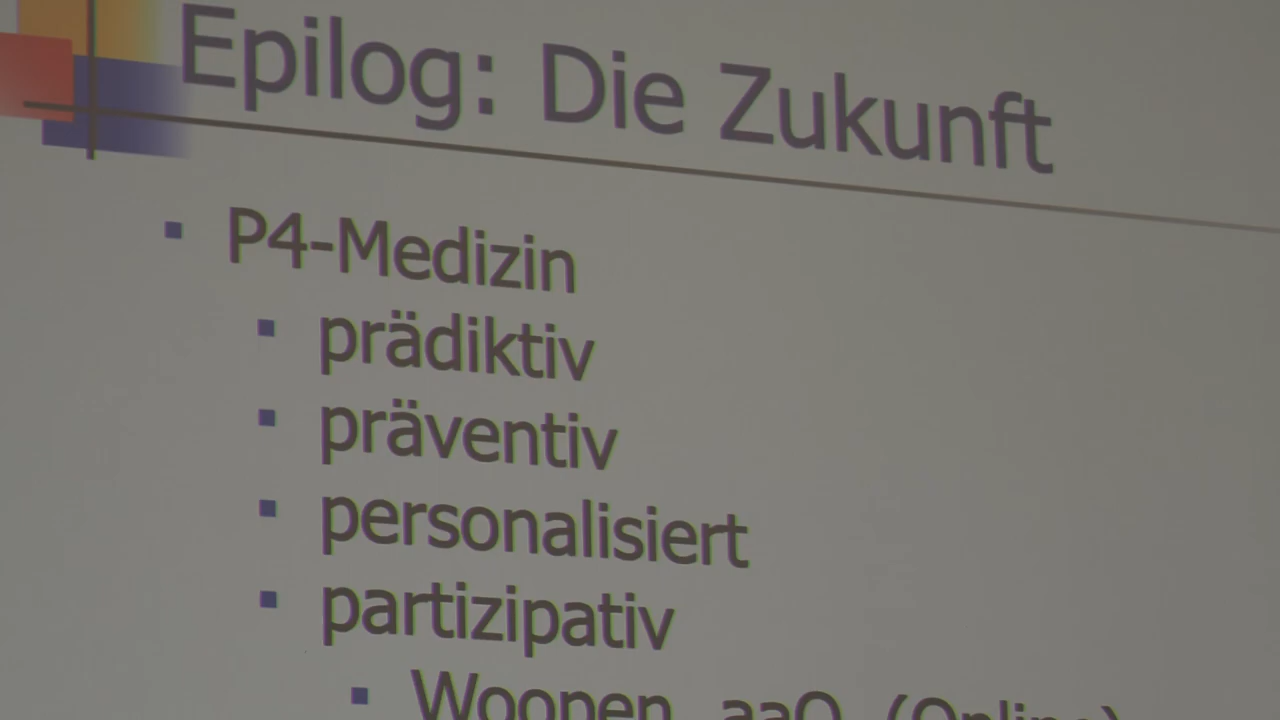 Epilog: Die Zukunft
P4-Medizin
prädiktiv
präventiv
personalisiert
partizipativ
Woopen, aaO (Online)